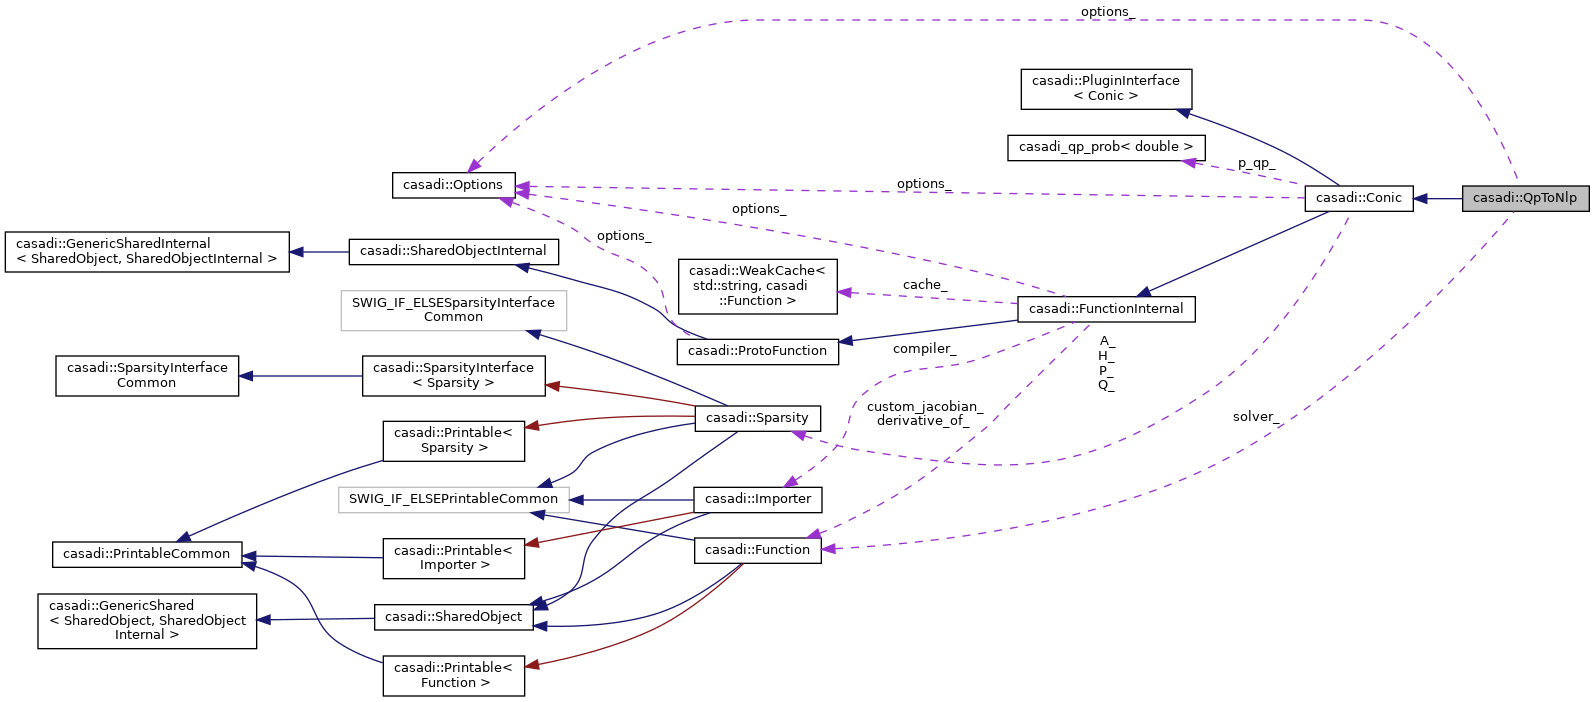 options_
casadi::PluginInterface
< Conic >
casadi_qp_prob< double >
p_qp_
casadi::Options
options_
casadi::Conic
casadi::QpToNlp
options_
options_
casadi::GenericSharedInternal
< SharedObject, SharedObjectInternal >
casadi::SharedObjectInternal
casadi::WeakCache<
std::string, casadi
::Function >
cache_
SWIG_IF_ELSESparsityInterface
Common
casadi::FunctionInternal
casadi::ProtoFunction
compiler_
A_
H_
P_
Q_
casadi::SparsityInterface
Common
casadi::SparsityInterface
< Sparsity >
custom_jacobian_
derivative_of_
casadi::Sparsity
solver_
casadi::Printable<
Sparsity >
SWIG_IF_ELSEPrintableCommon
casadi::Importer
casadi::PrintableCommon
casadi::Printable<
Importer >
casadi::Function
casadi::GenericShared
< SharedObject, SharedObject
Internal >
casadi::SharedObject
casadi::Printable<
Function >